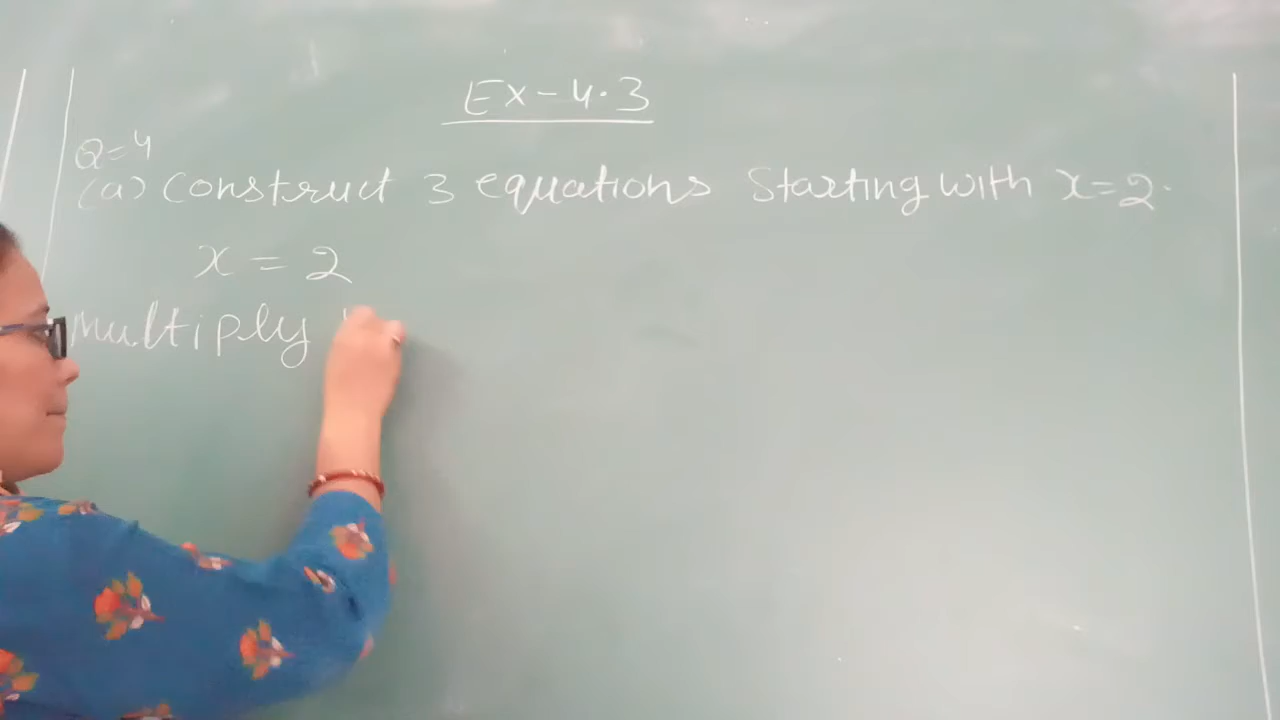 Ex-4.3
Q=4
(a) Construct 3 equations Starting with x=2.
x = 2
Multiply